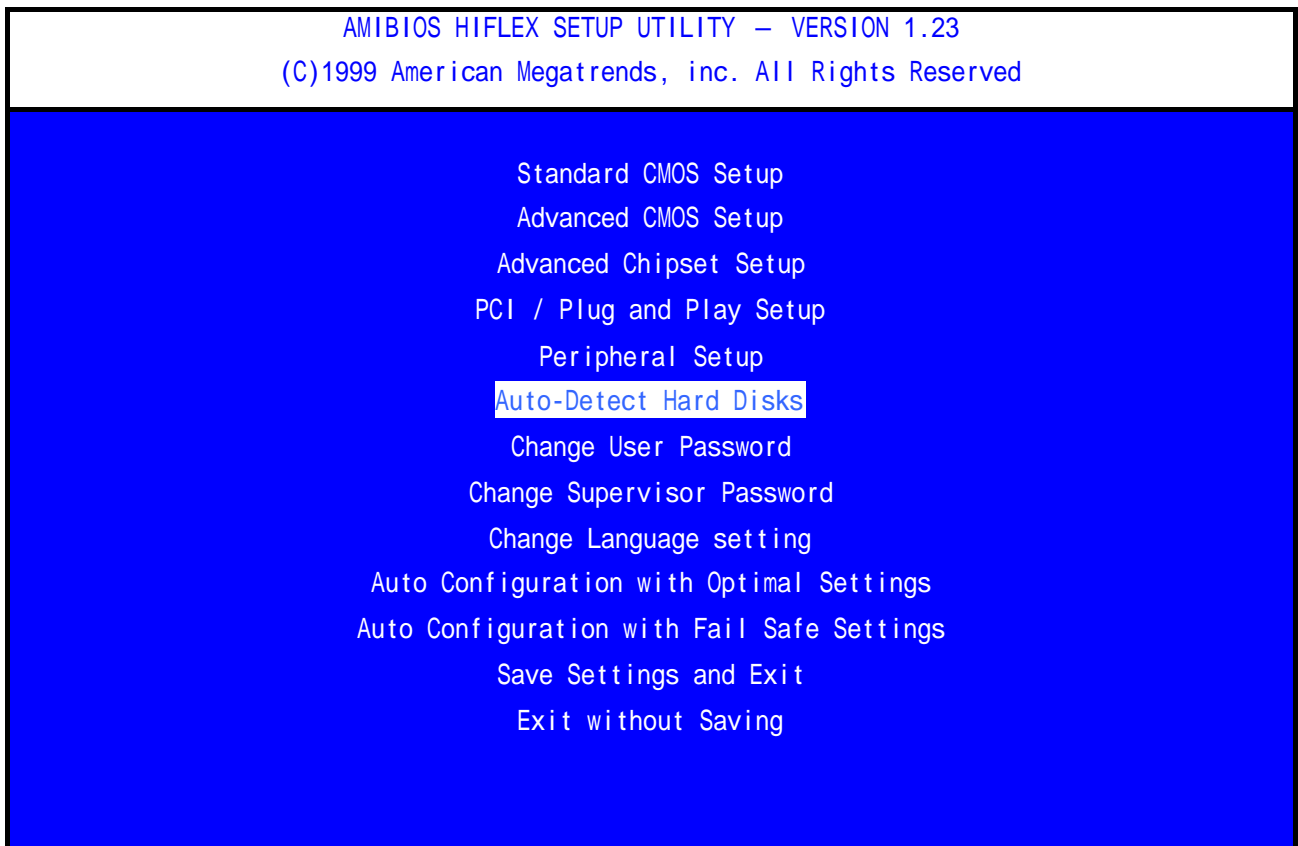 AMIBIOS HIFLEX SETUP UTILITY – VERSION 1.23
(C)1999 American Megatrends, inc. All Rights Reserved
Standard CMOS Setup
Advanced CMOS Setup
Advanced Chipset Setup
PCI / Plug and Play Setup
Peripheral Setup
Auto-Detect Hard Disks
Change User Password
Change Supervisor Password
Change Language setting
Auto Configuration with Optimal Settings
Auto Configuration with Fail Safe Settings
Save Settings and Exit
Exit without Saving